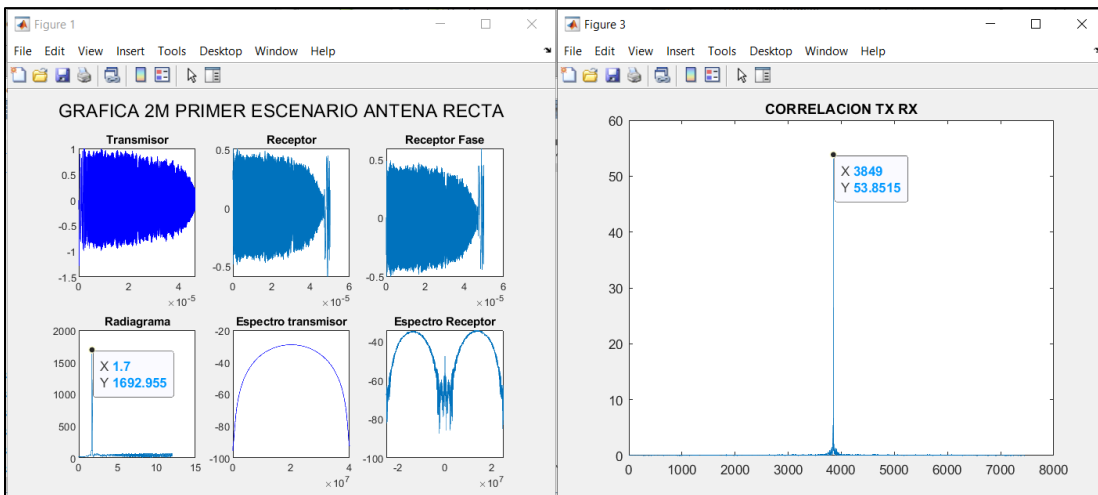 Figure 1
File Edit View Insert Tools Desktop Window Help
GRAFICA 2M PRIMER ESCENARIO ANTENA RECTA
Transmisor
1
0.5
0
-0.5
-1
-1.5
0 2 4
× 10⁻⁵
Receptor
0.5
0
-0.5
0 2 4 6
× 10⁻⁵
Receptor Fase
0.5
0
-0.5
0 2 4 6
× 10⁻⁵
Radiagrama
2000
1500
1000
500
0
X 1.7
Y 1692.955
0 5 10 15
Espectro transmisor
-20
-40
-60
-80
-100
0 2 4
× 10⁷
Espectro Receptor
-40
-60
-80
-100
-2 0 2
× 10⁷
Figure 3
File Edit View Insert Tools Desktop Window Help
CORRELACION TX RX
60
50
40
30
20
10
0
X 3849
Y 53.8515
0 1000 2000 3000 4000 5000 6000 7000 8000